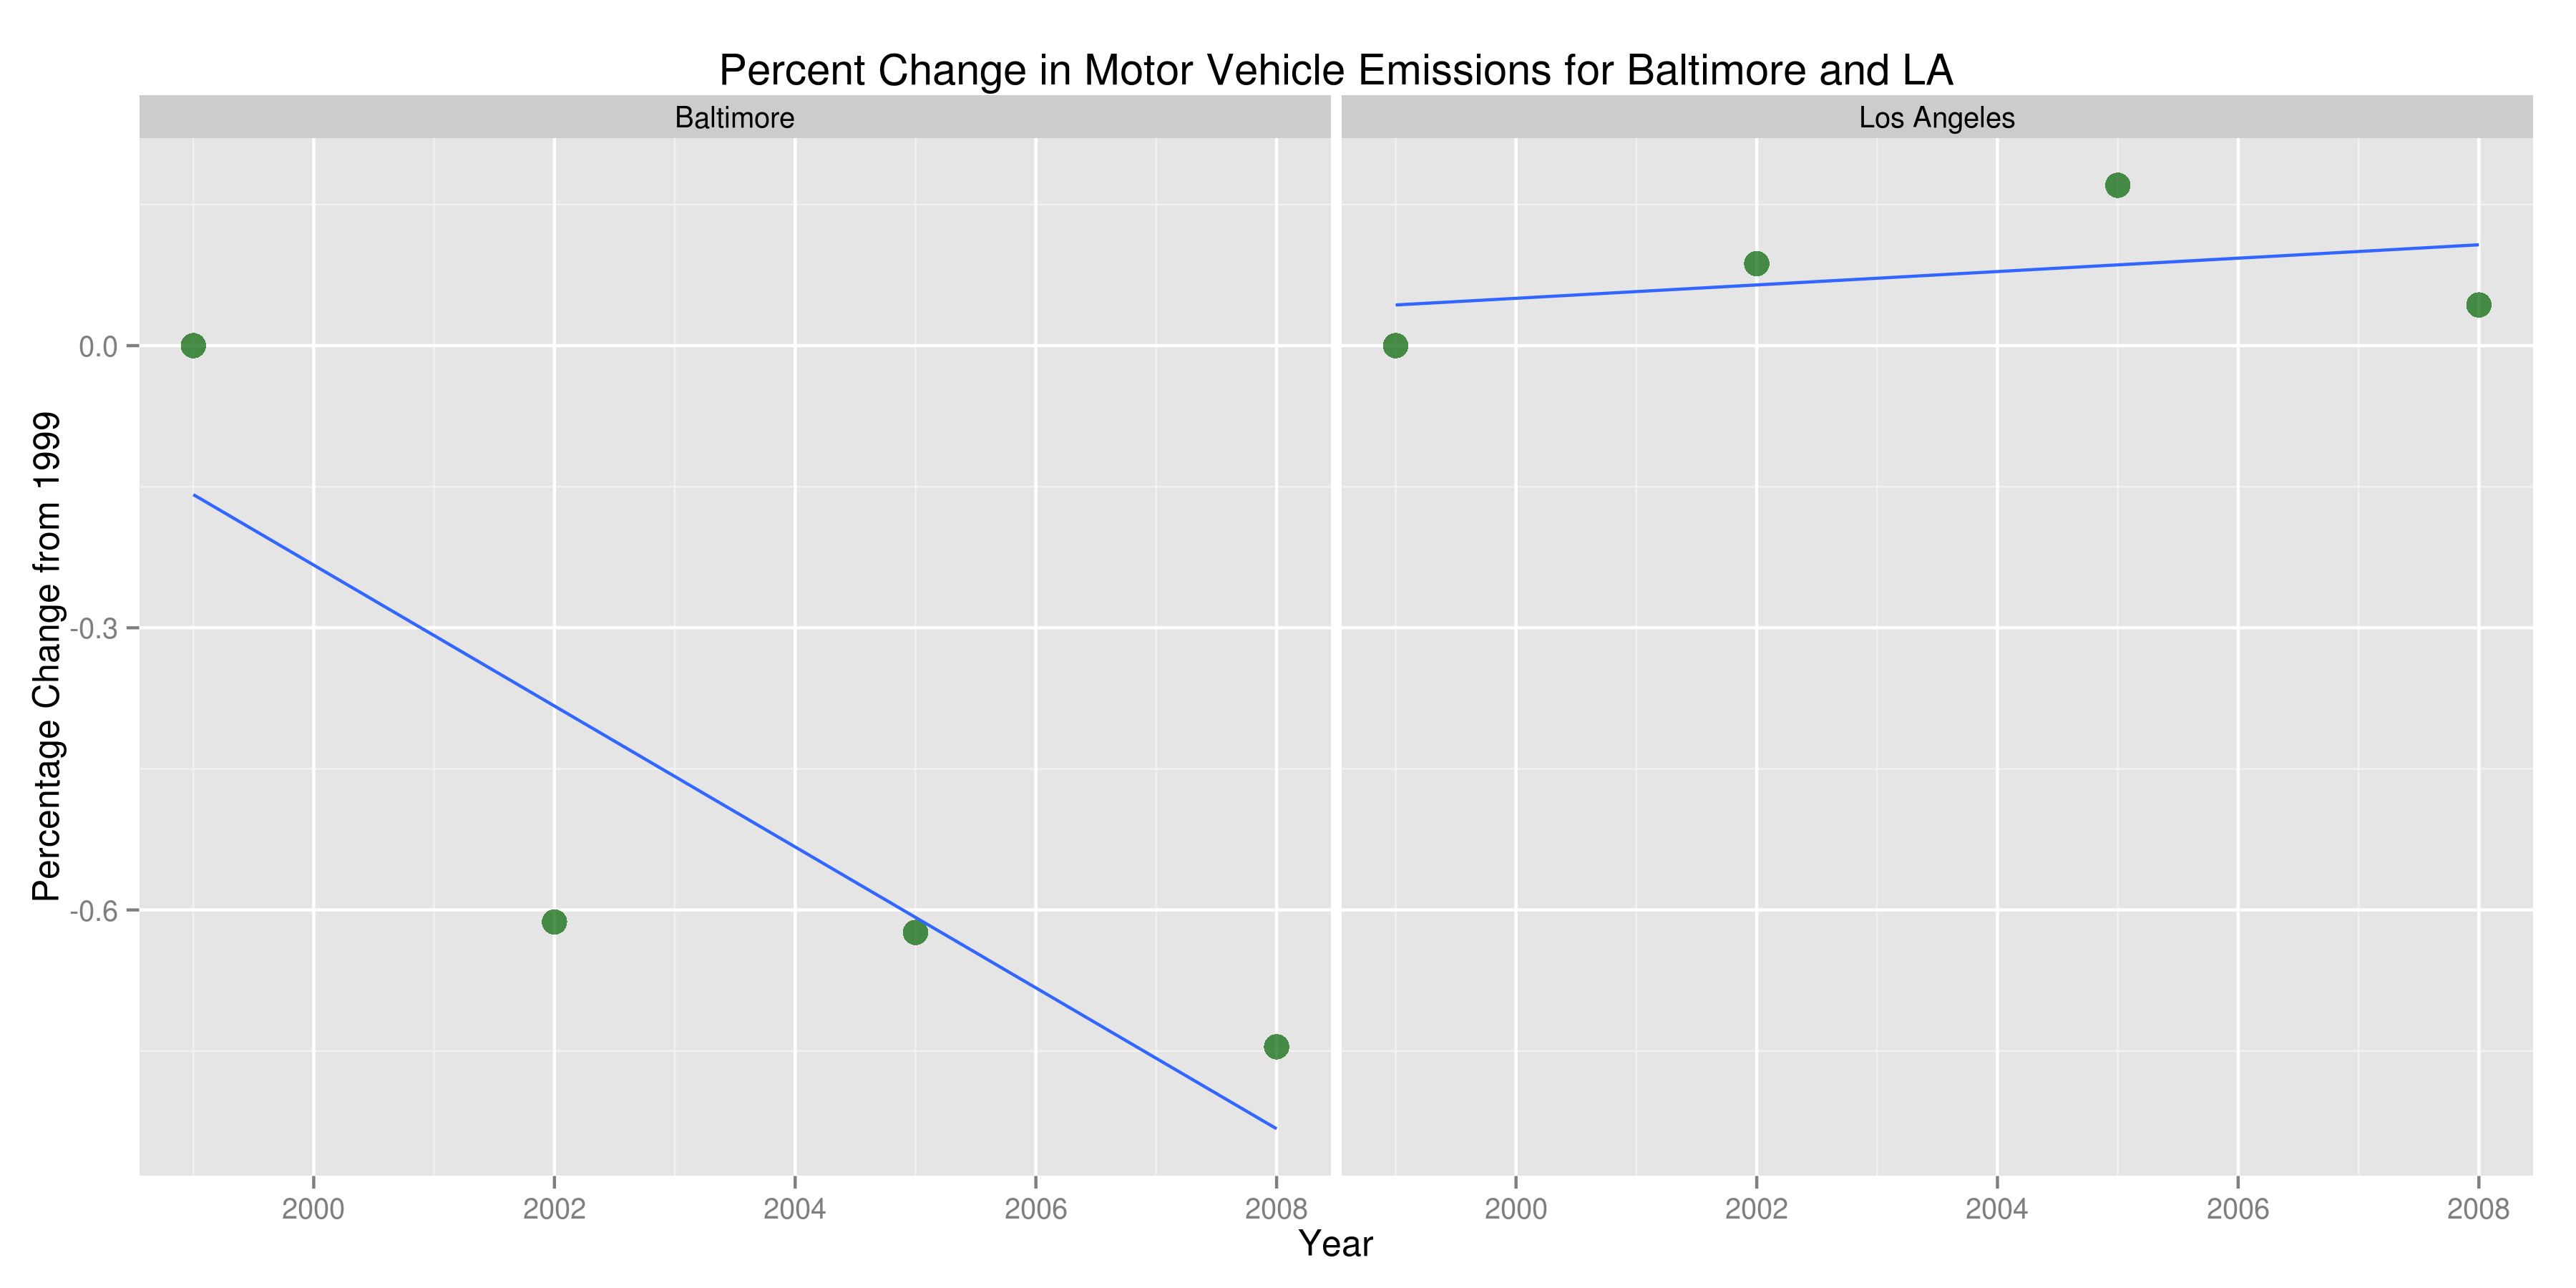 Percent Change in Motor Vehicle Emissions for Baltimore and LA
Baltimore
Los Angeles
Percentage Change from 1999
0.0
-0.3
-0.6
2000
2002
2004
2006
2008
2000
2002
2004
2006
2008
Year